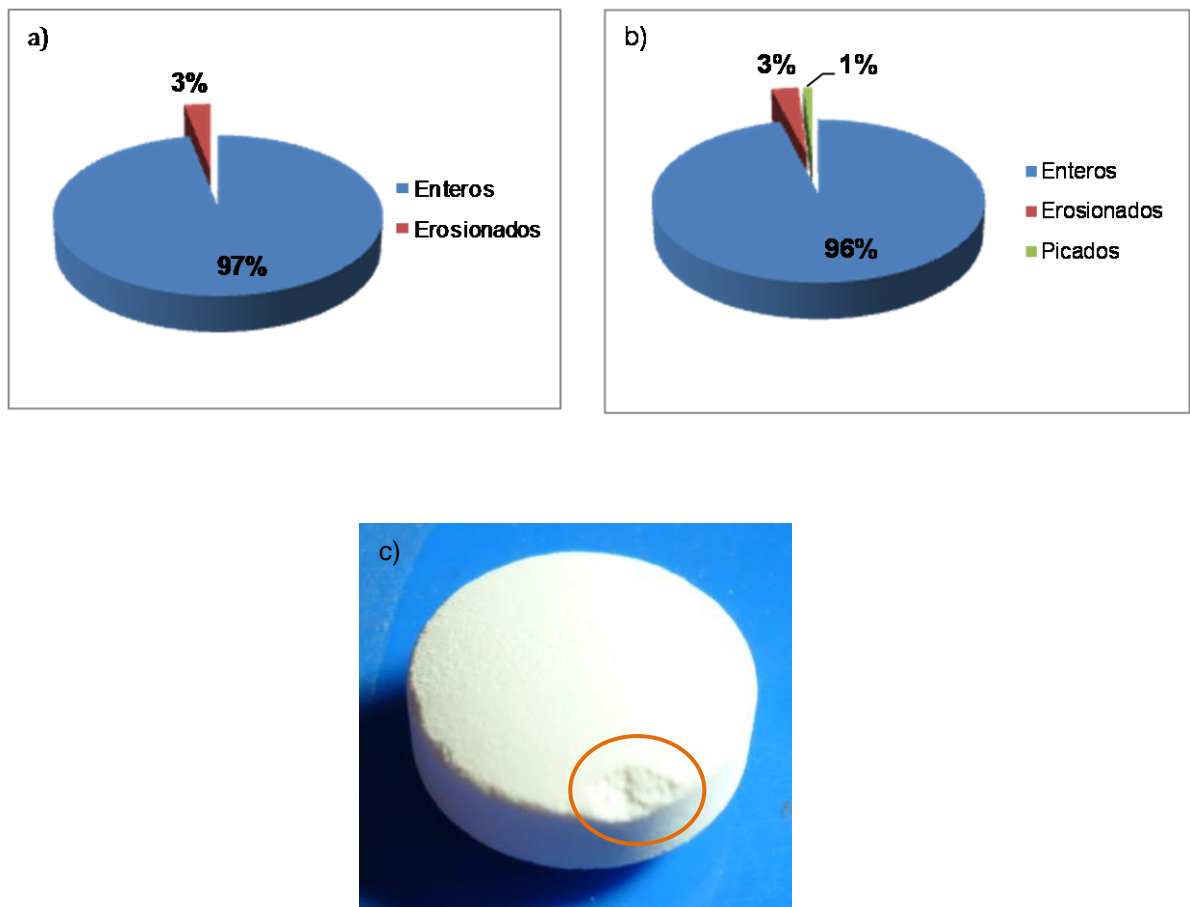 a)
3%
97%
Enteros
Erosionados
b)
3%
1%
96%
Enteros
Erosionados
Picados
c)